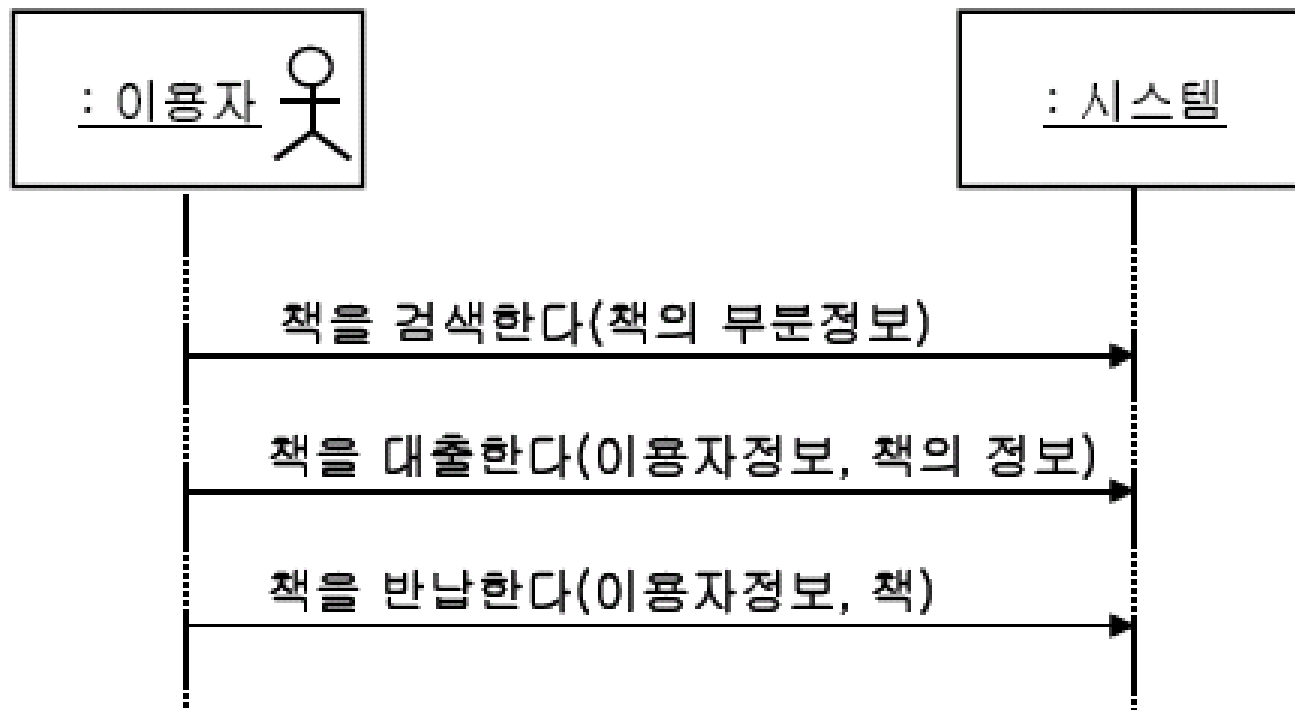 : 이용자
: 시스템
책을 검색한다(책의 부분정보)
책을 대출한다(이용자정보, 책의 정보)
책을 반납한다(이용자정보, 책)